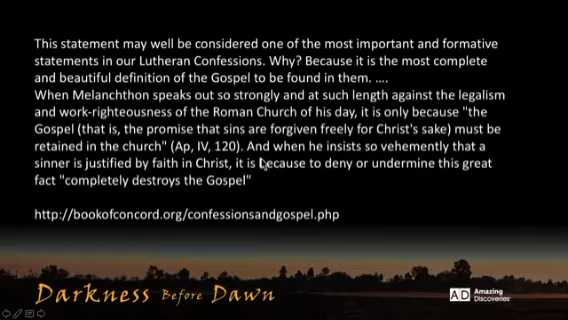 This statement may well be considered one of the most important and formative
statements in our Lutheran Confessions. Why? Because it is the most complete
and beautiful definition of the Gospel to be found in them. ....
When Melanchthon speaks out so strongly and at such length against the legalism
and work-righteousness of the Roman Church of his day, it is only because "the
Gospel (that is, the promise that sins are forgiven freely for Christ's sake) must be
retained in the church" (Ap, IV, 120). And when he insists so vehemently that a
sinner is justified by faith in Christ, it is because to deny or undermine this great
fact "completely destroys the Gospel"
http://bookofconcord.org/confessionsandgospel.php
Darkness Before Dawn
AD Amazing
Discoveries